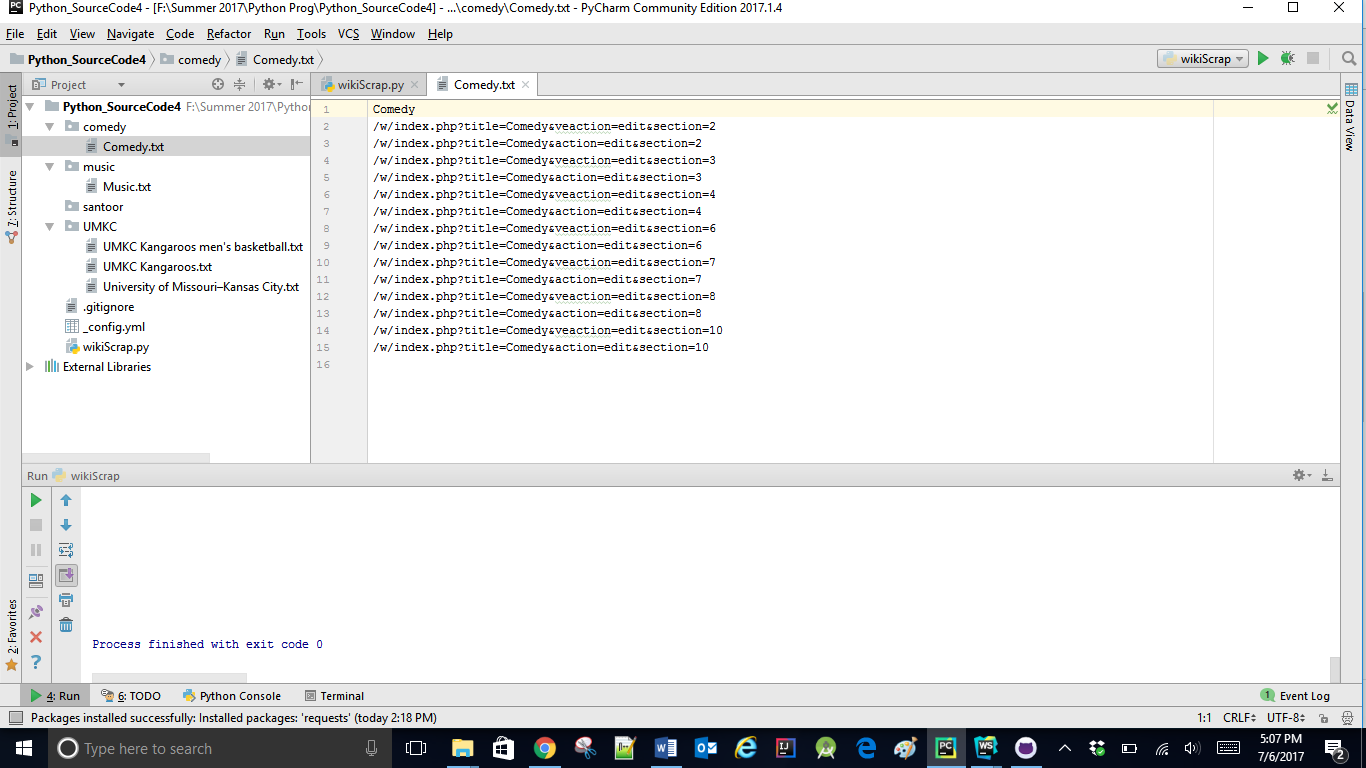 Python_SourceCode4 - [F:\Summer 2017\Python Prog\Python_SourceCode4] - ...\comedy\Comedy.txt - PyCharm Community Edition 2017.1.4
File Edit View Navigate Code Refactor Run Tools VCS Window Help
Python_SourceCode4 comedy Comedy.txt wikiScrap
1: Project
7: Structure
2: Favorites
Project
Python_SourceCode4 F:\Summer 2017\Pytho
comedy
Comedy.txt
music
Music.txt
santoor
UMKC
UMKC Kangaroos men's basketball.txt
UMKC Kangaroos.txt
University of Missouri–Kansas City.txt
.gitignore
_config.yml
wikiScrap.py
External Libraries
wikiScrap.py Comedy.txt
1 Comedy
2 /w/index.php?title=Comedy&veaction=edit&section=2
3 /w/index.php?title=Comedy&action=edit&section=2
4 /w/index.php?title=Comedy&veaction=edit&section=3
5 /w/index.php?title=Comedy&action=edit&section=3
6 /w/index.php?title=Comedy&veaction=edit&section=4
7 /w/index.php?title=Comedy&action=edit&section=4
8 /w/index.php?title=Comedy&veaction=edit&section=6
9 /w/index.php?title=Comedy&action=edit&section=6
10 /w/index.php?title=Comedy&veaction=edit&section=7
11 /w/index.php?title=Comedy&action=edit&section=7
12 /w/index.php?title=Comedy&veaction=edit&section=8
13 /w/index.php?title=Comedy&action=edit&section=8
14 /w/index.php?title=Comedy&veaction=edit&section=10
15 /w/index.php?title=Comedy&action=edit&section=10
16
Data View
Run wikiScrap
Process finished with exit code 0
4: Run 6: TODO Python Console Terminal 1 Event Log
Packages installed successfully: Installed packages: 'requests' (today 2:18 PM) 1:1 CRLF UTF-8
Type here to search
5:07 PM
7/6/2017
2